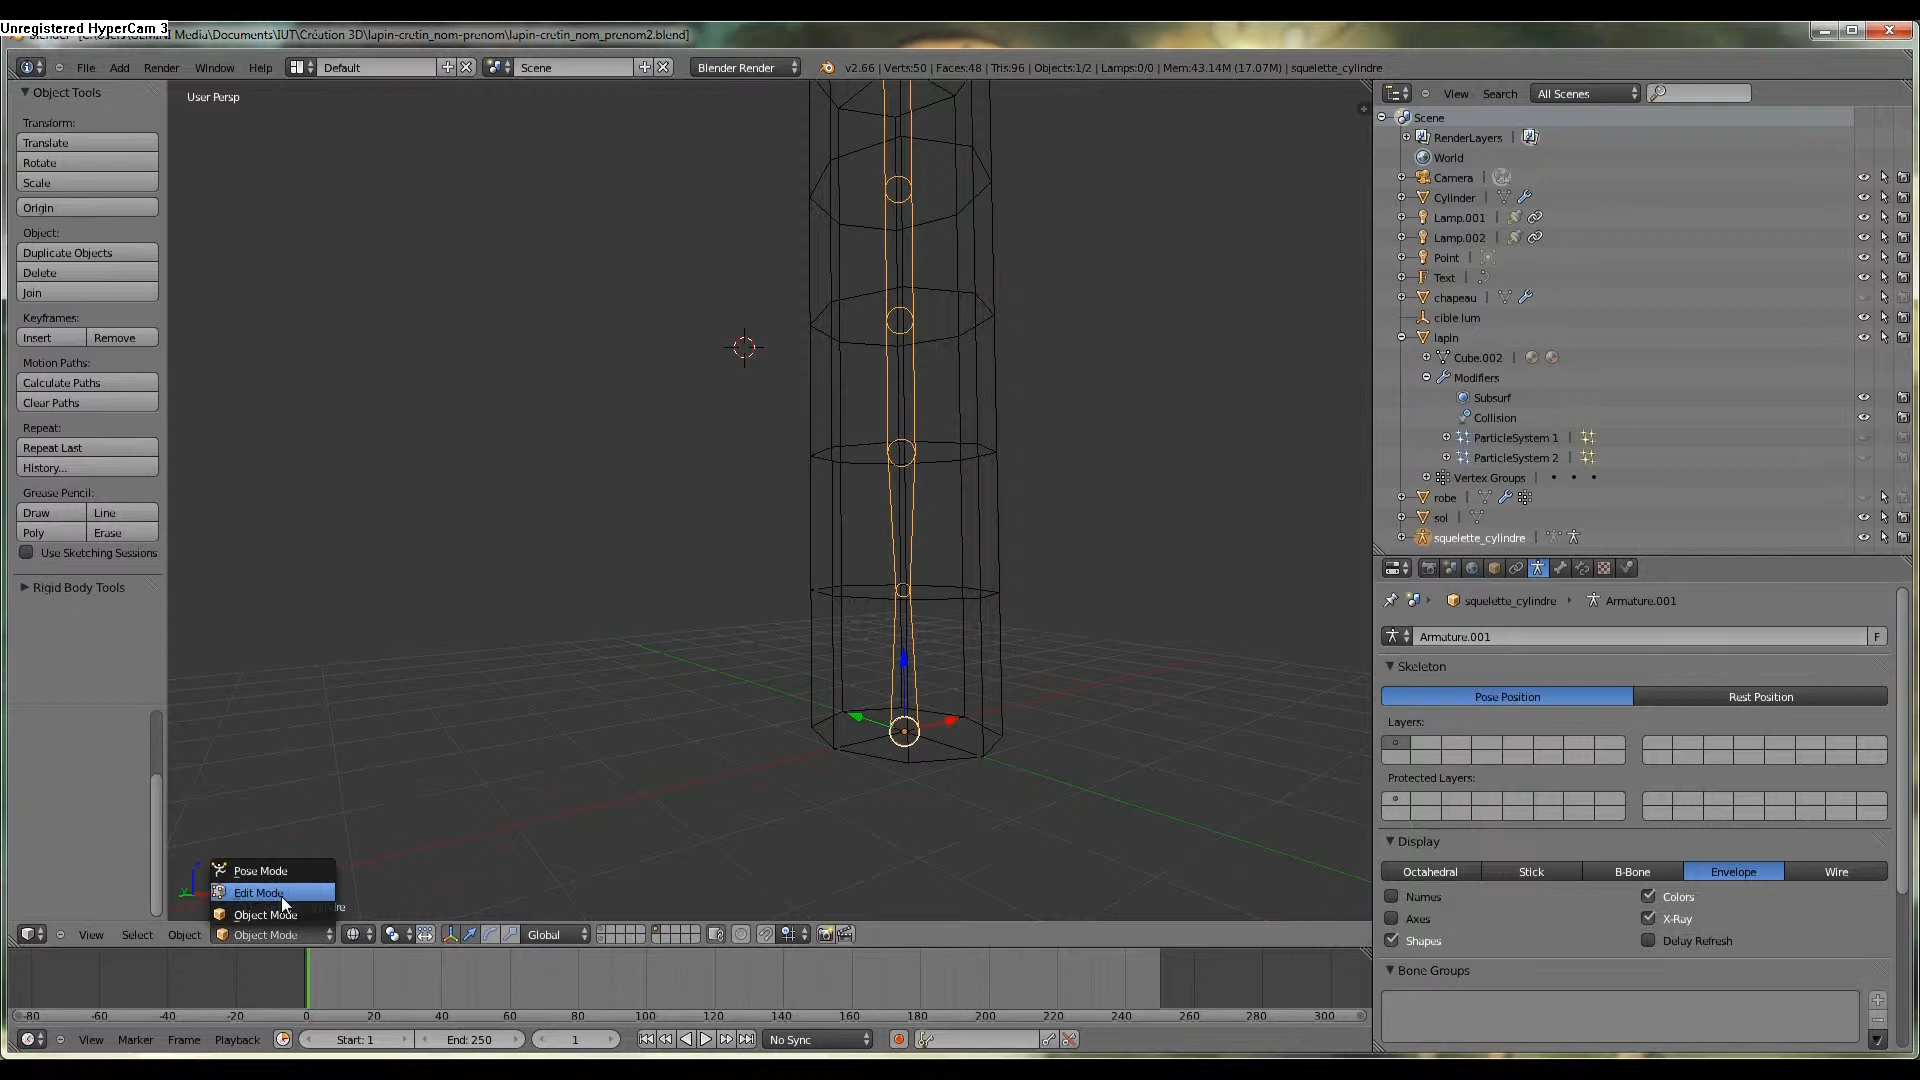 Unregistered HyperCam 3
Media\Documents\IUT\Création 3D\lapin-cretin_nom-prenom\lapin-cretin_nom_prenom2.blend]
File Add Render Window Help Default Scene Blender Render v2.66 | Verts:50 | Faces:48 | Tris:96 | Objects:1/2 | Lamps:0/0 | Mem:43.14M (17.07M) | squelette_cylindre
Object Tools
User Persp
View Search All Scenes
Scene
RenderLayers
World
Camera
Cylinder
Lamp.001
Lamp.002
Point
Text
chapeau
cible lum
lapin
Cube.002
Modifiers
Subsurf
Collision
ParticleSystem 1
ParticleSystem 2
Vertex Groups
robe
sol
squelette_cylindre
Transform:
Translate
Rotate
Scale
Origin
Object:
Duplicate Objects
Delete
Join
Keyframes:
Insert Remove
Motion Paths:
Calculate Paths
Clear Paths
Repeat:
Repeat Last
History...
Grease Pencil:
Draw Line
Poly Erase
Use Sketching Sessions
Rigid Body Tools
squelette_cylindre Armature.001
Armature.001 F
Skeleton
Pose Position Rest Position
Layers:
Protected Layers:
Display
Octahedral Stick B-Bone Envelope Wire
Names Colors
Axes X-Ray
Shapes Delay Refresh
Bone Groups
Pose Mode
Edit Mode
Object Mode
View Select Object Object Mode Global
-80 -60 -40 -20 0 20 40 60 80 100 120 140 160 180 200 220 240 260 280 300
View Marker Frame Playback Start: 1 End: 250 1 No Sync